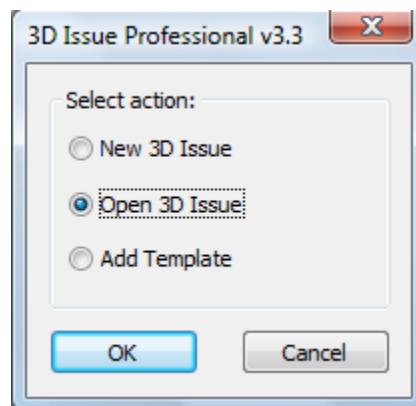 3D Issue Professional v3.3
Select action:
New 3D Issue
Open 3D Issue
Add Template
OK Cancel